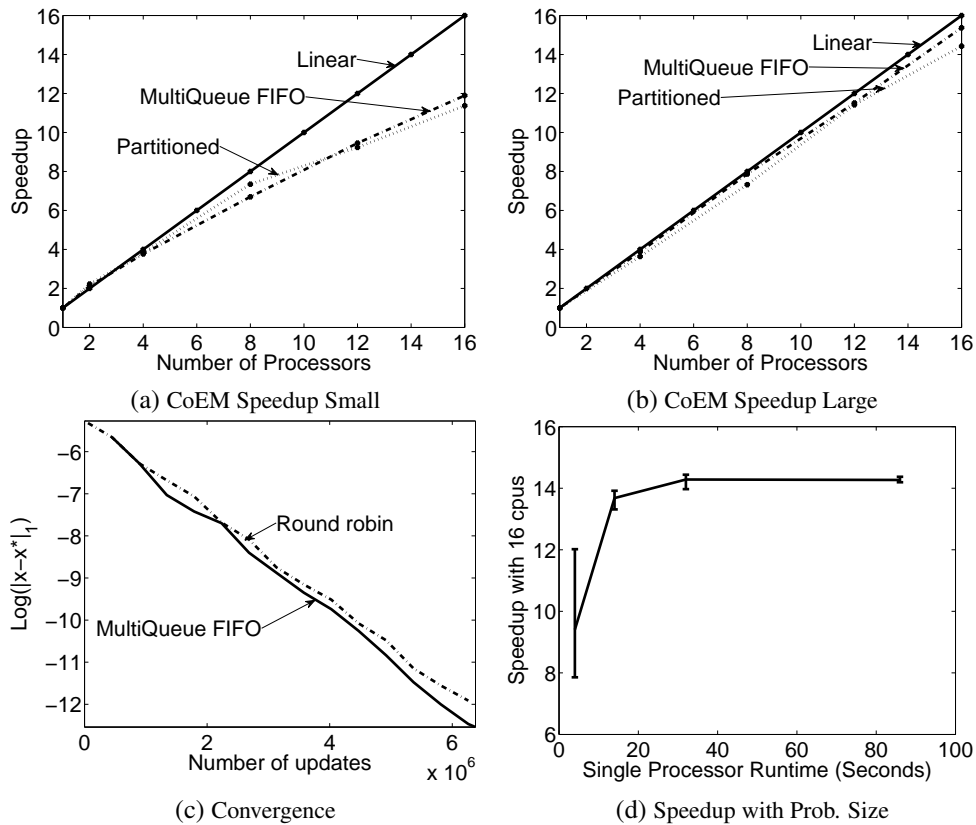 16
14
12
10
8
6
4
2
0
Speedup
Linear
MultiQueue FIFO
Partitioned
2 4 6 8 10 12 14 16
Number of Processors
(a) CoEM Speedup Small
16
14
12
10
8
6
4
2
0
Speedup
Linear
MultiQueue FIFO
Partitioned
2 4 6 8 10 12 14 16
Number of Processors
(b) CoEM Speedup Large
−6
−7
−8
−9
−10
−11
−12
Log(|x−x*|1)
Round robin
MultiQueue FIFO
0 2 4 6
Number of updates
x 10^6
(c) Convergence
16
14
12
10
8
6
Speedup with 16 cpus
0 20 40 60 80 100
Single Processor Runtime (Seconds)
(d) Speedup with Prob. Size